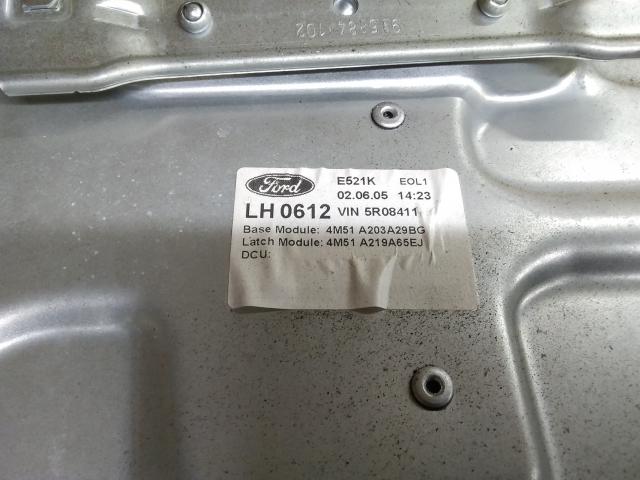 Ford
E521K EOL1
02.06.05 14:23
LH 0612 VIN 5R08411
Base Module: 4M51 A203A29BG
Latch Module: 4M51 A219A65EJ
DCU: